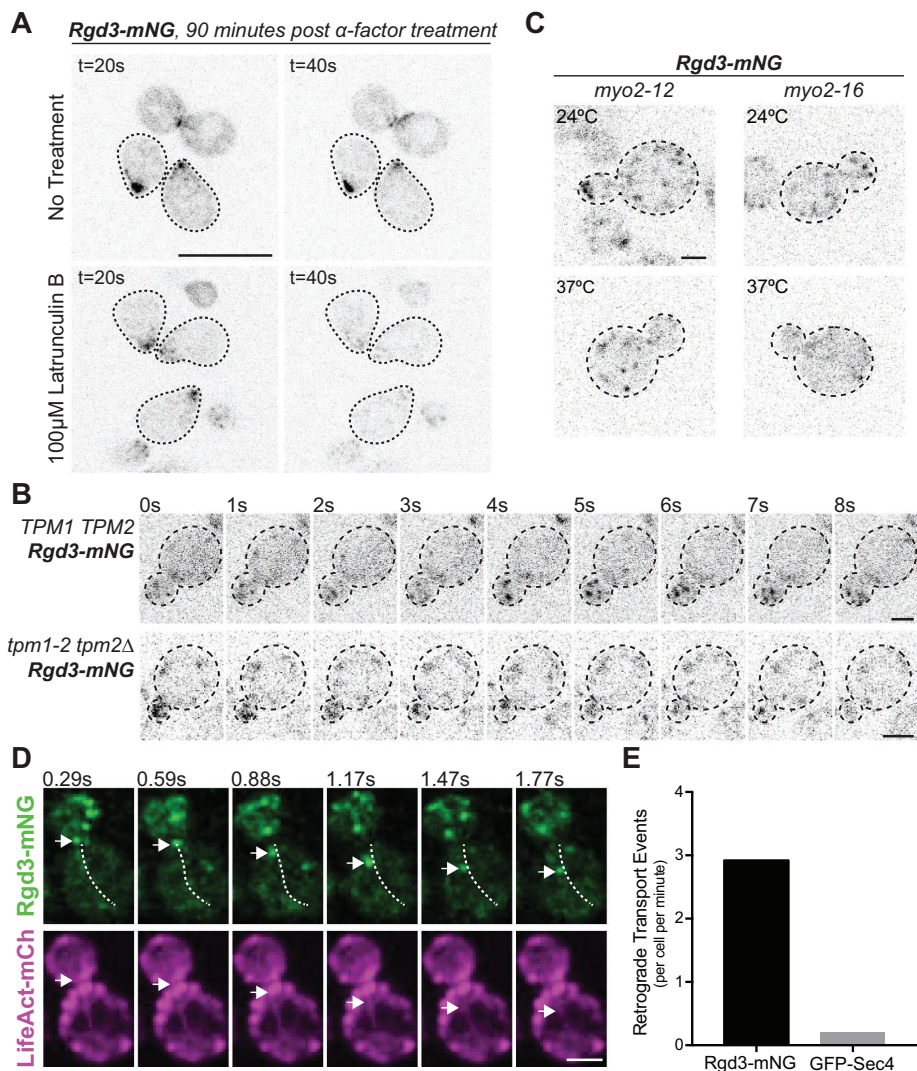 A
Rgd3-mNG, 90 minutes post α-factor treatment
No Treatment
t=20s
t=40s
100µM Latrunculin B
t=20s
t=40s
C
Rgd3-mNG
myo2-12
myo2-16
24ºC
24ºC
37ºC
37ºC
B
0s 1s 2s 3s 4s 5s 6s 7s 8s
TPM1 TPM2
Rgd3-mNG
tpm1-2 tpm2Δ
Rgd3-mNG
D
0.29s 0.59s 0.88s 1.17s 1.47s 1.77s
Rgd3-mNG
LifeAct-mCh
E
Retrograde Transport Events
(per cell per minute)
4
3
2
1
0
Rgd3-mNG GFP-Sec4